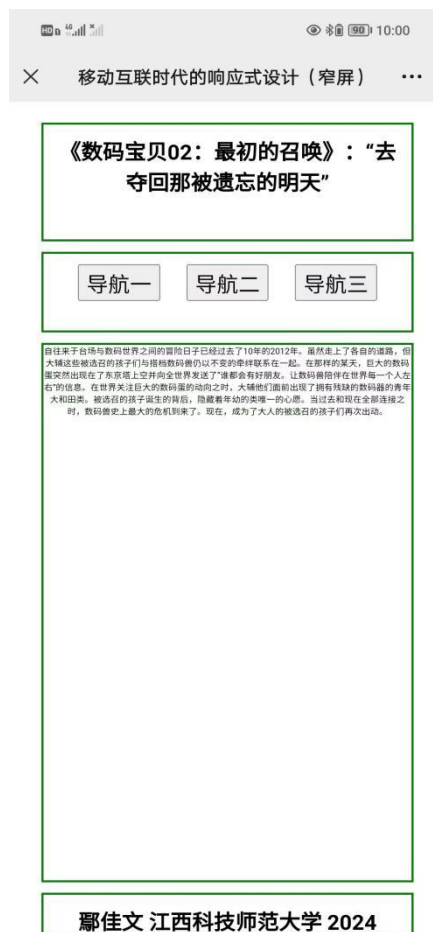 HD 46 90 10:00
移动互联时代的响应式设计（窄屏）
《数码宝贝02：最初的召唤》：“去
夺回那被遗忘的明天”
导航一 导航二 导航三
自往来于台场与数码世界之间的冒险日子已经过去了10年的2012年。虽然走上了各自的道路，但
大辅这些被选召的孩子们与搭档数码兽仍以不变的牵绊联系在一起。在那样的某天，巨大的数码
蛋突然出现在了东京塔上空并向全世界发送了“谁都会有好朋友。让数码兽陪伴在世界每一个人左
右”的信息。在世界关注巨大的数码蛋的动向之时，大辅他们面前出现了拥有残缺的数码器的青年
大和田类。被选召的孩子诞生的背后，隐藏着年幼的类唯一的心愿。当过去和现在全部连接之
时，数码兽史上最大的危机到来了。现在，成为了大人的被选召的孩子们再次出动。
鄢佳文 江西科技师范大学 2024